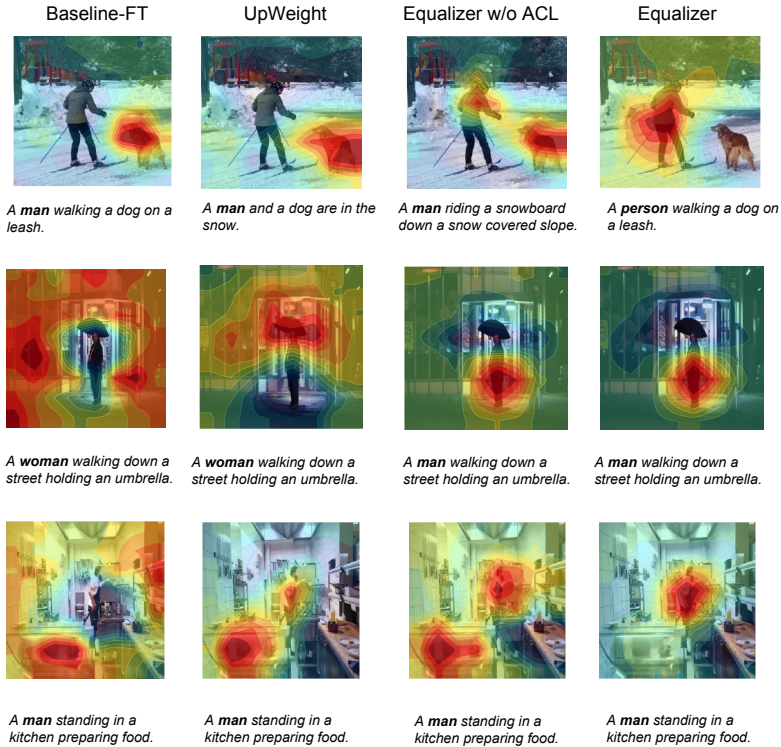 Baseline-FT
UpWeight
Equalizer w/o ACL
Equalizer
A man walking a dog on a
leash.
A man and a dog are in the
snow.
A man riding a snowboard
down a snow covered slope.
A person walking a dog on
a leash.
A woman walking down a
street holding an umbrella.
A woman walking down a
street holding an umbrella.
A man walking down a
street holding an umbrella.
A man walking down a
street holding an umbrella.
A man standing in a
kitchen preparing food.
A man standing in a
kitchen preparing food.
A man standing in a
kitchen preparing food.
A man standing in a
kitchen preparing food.